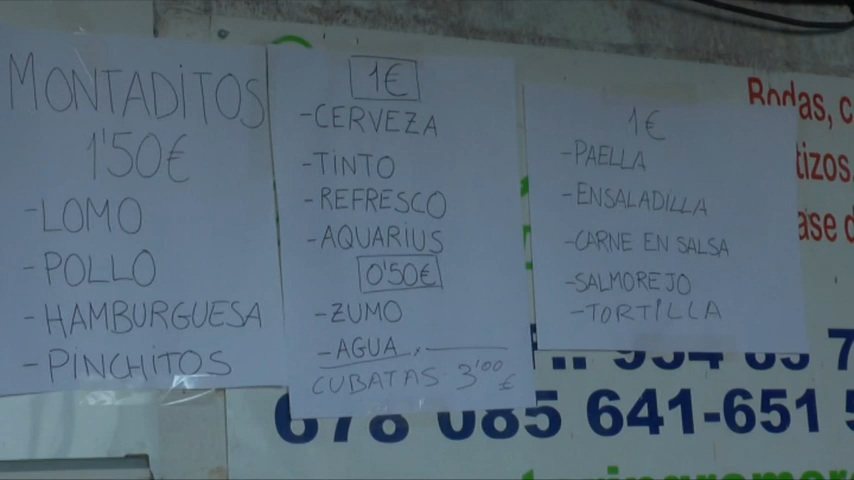 MONTADITOS
1'50€
-LOMO
-POLLO
-HAMBURGUESA
-PINCHITOS
1€
-CERVEZA
-TINTO
-REFRESCO
-AQUARIUS
0'50€
-ZUMO
-AGUA
CUBATAS 3'00 €
1€
-PAELLA
-ENSALADILLA
-CARNE EN SALSA
-SALMOREJO
-TORTILLA
Bodas, c
tizos.
ase d
678 085 641-651 5